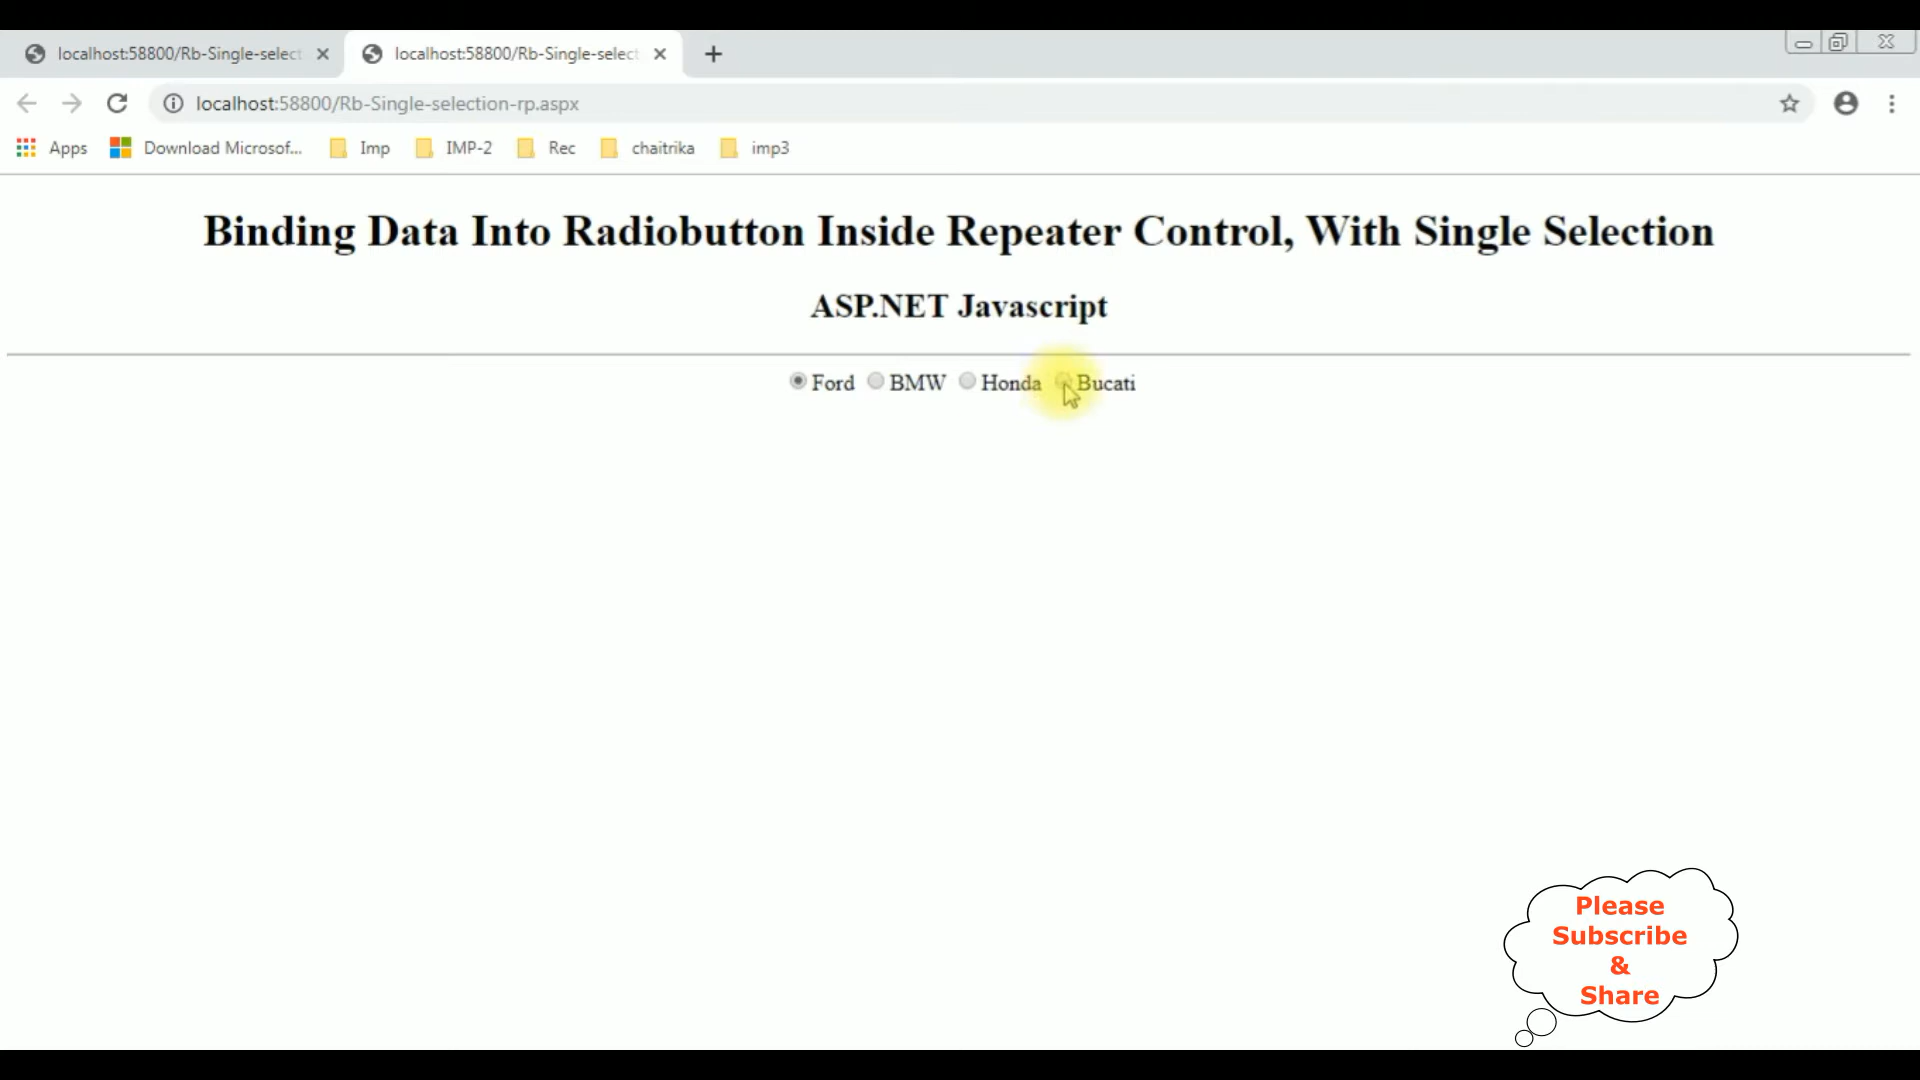 localhost:58800/Rb-Single-select
localhost:58800/Rb-Single-select
localhost:58800/Rb-Single-selection-rp.aspx
Apps Download Microsof... Imp IMP-2 Rec chaitrika imp3
Binding Data Into Radiobutton Inside Repeater Control, With Single Selection
ASP.NET Javascript
Ford BMW Honda Bucati
Please
Subscribe
&
Share